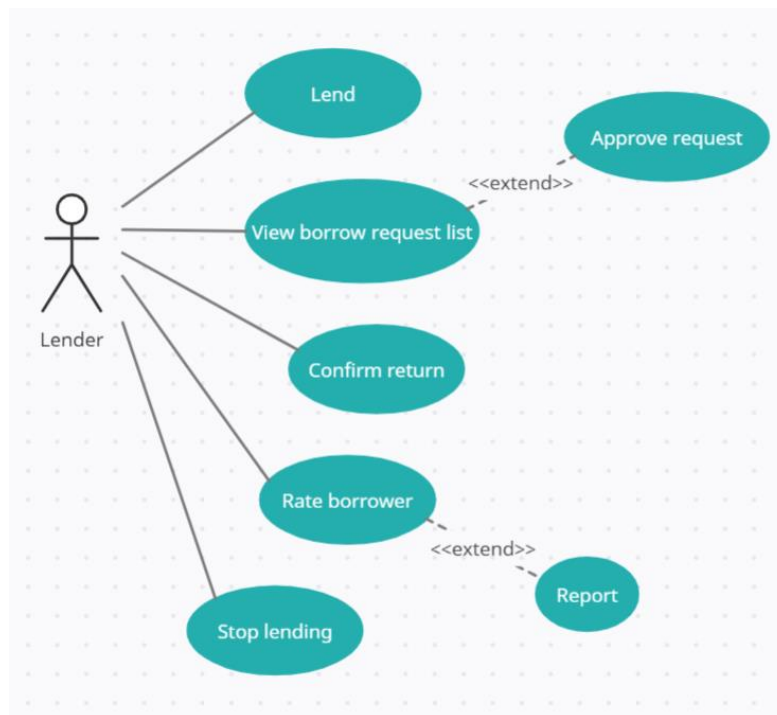 Lend
Approve request
<<extend>>
View borrow request list
Lender
Confirm return
Rate borrower
<<extend>>
Report
Stop lending